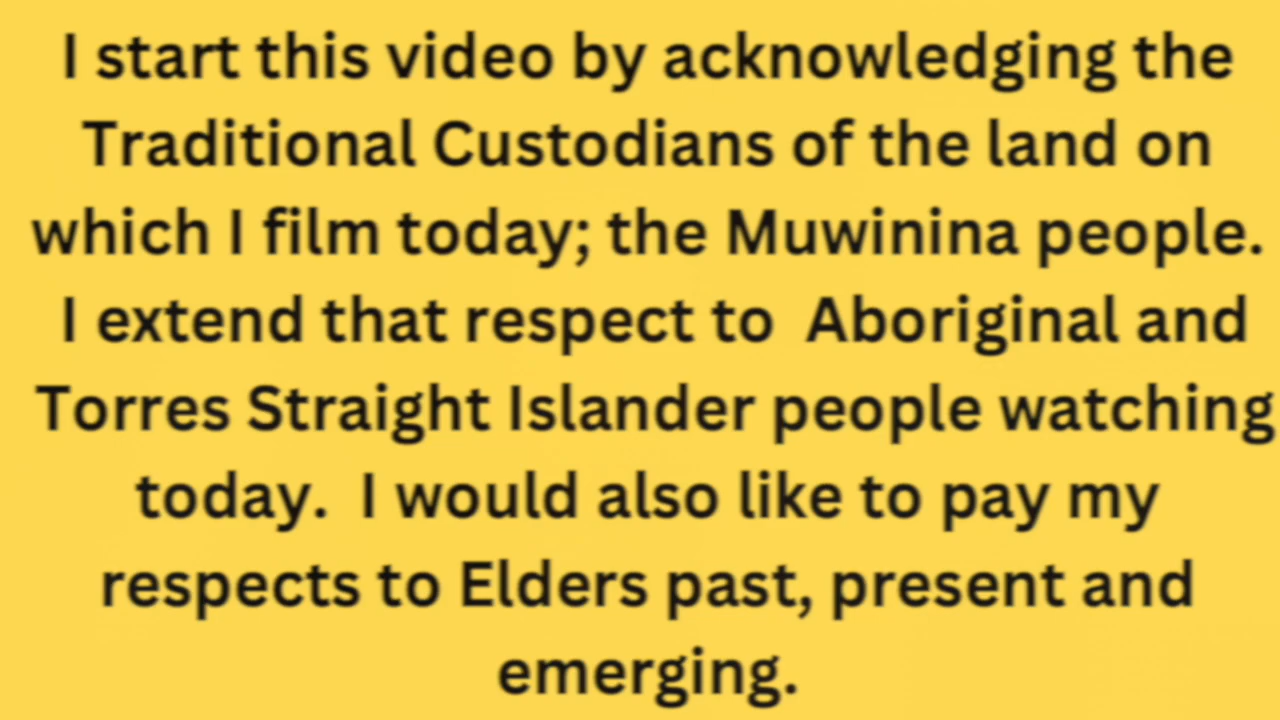 I start this video by acknowledging the
Traditional Custodians of the land on
which I film today; the Muwinina people.
I extend that respect to  Aboriginal and
Torres Straight Islander people watching
today.  I would also like to pay my
respects to Elders past, present and
emerging.